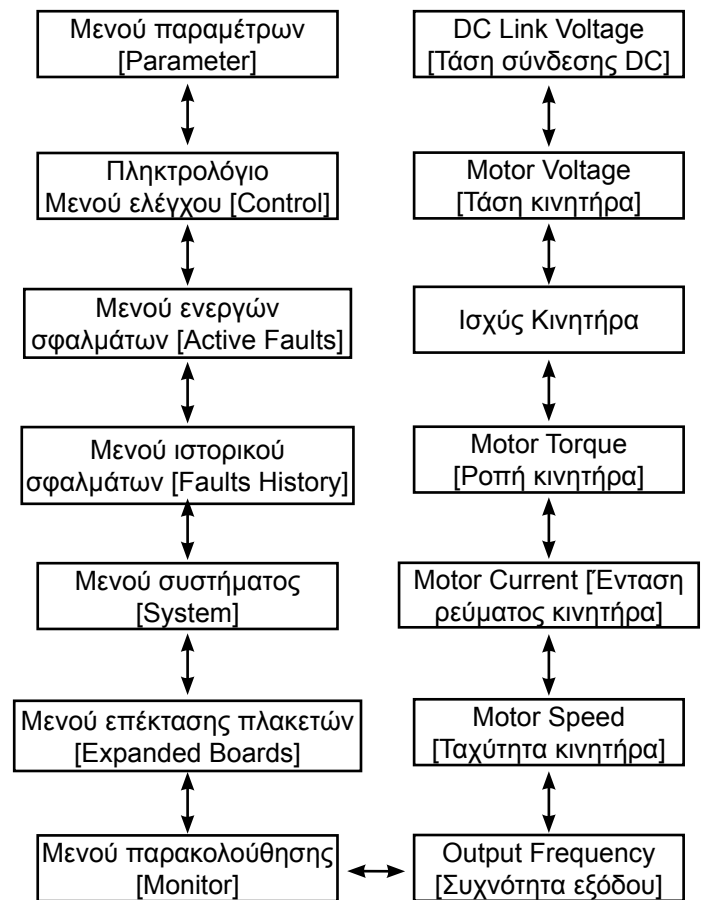 Μενού παραμέτρων
[Parameter]
Πληκτρολόγιο
Μενού ελέγχου [Control]
Μενού ενεργών
σφαλμάτων [Active Faults]
Μενού ιστορικού
σφαλμάτων [Faults History]
Μενού συστήματος
[System]
Μενού επέκτασης πλακετών
[Expanded Boards]
Μενού παρακολούθησης
[Monitor]
DC Link Voltage
[Τάση σύνδεσης DC]
Motor Voltage
[Τάση κινητήρα]
Ισχύς Κινητήρα
Motor Torque
[Ροπή κινητήρα]
Motor Current [Ένταση
ρεύματος κινητήρα]
Motor Speed
[Ταχύτητα κινητήρα]
Output Frequency
[Συχνότητα εξόδου]